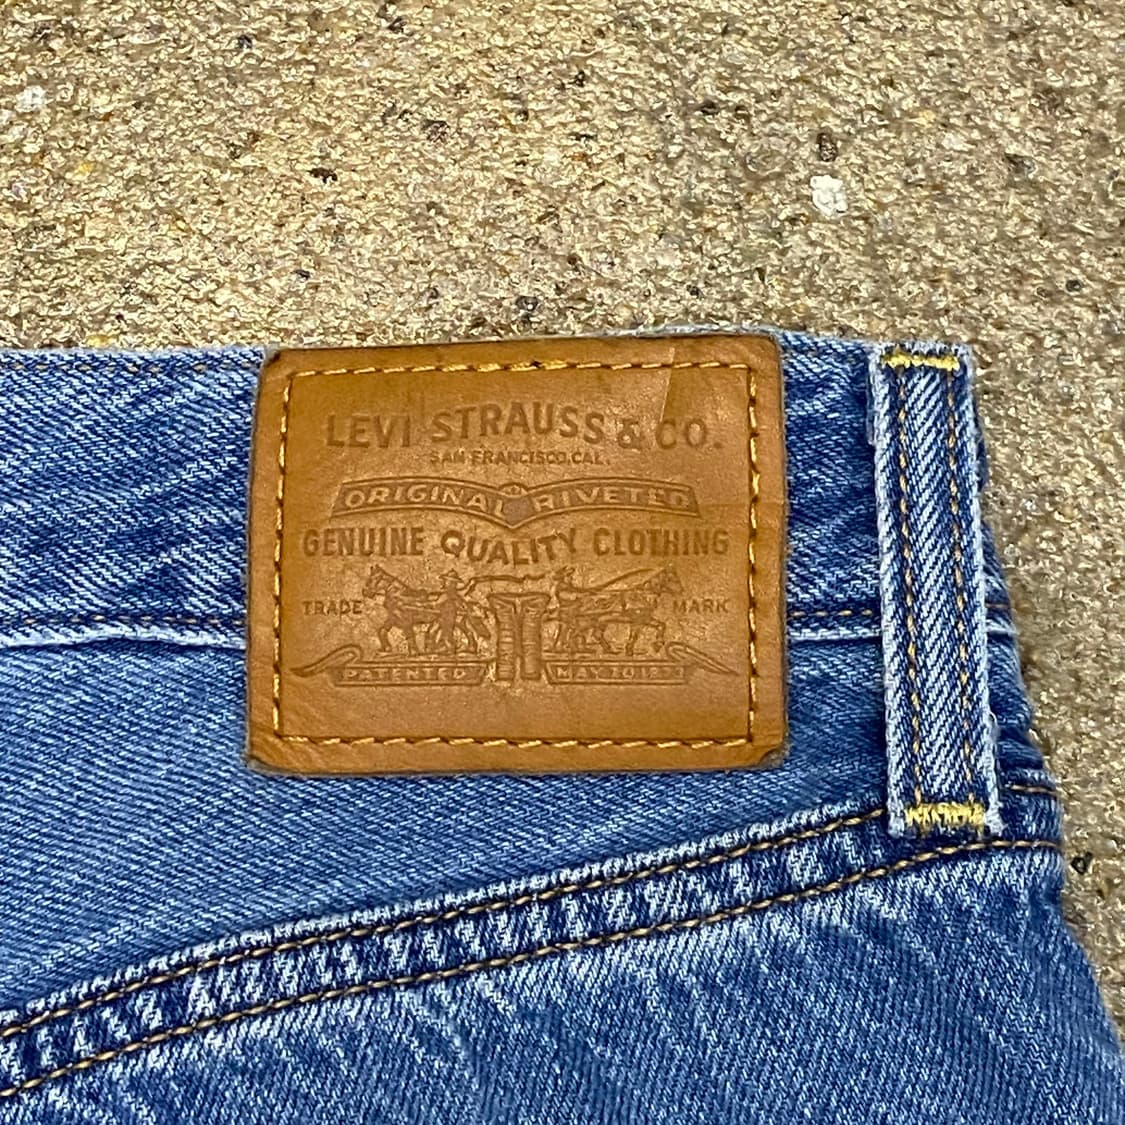 LEVI STRAUSS & CO.
SAN FRANCISCO, CAL.
ORIGINAL RIVETED
GENUINE QUALITY CLOTHING
TRADE MARK
PATENTED MAY 20 1873